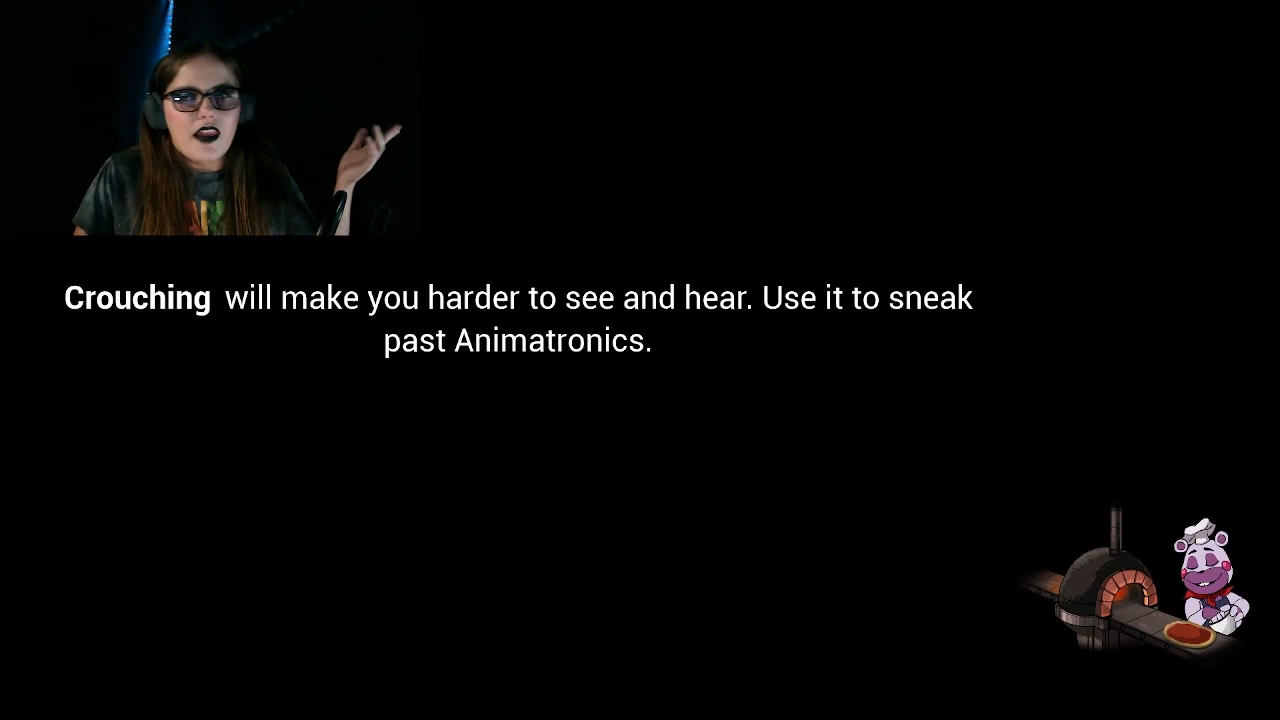 Crouching will make you harder to see and hear. Use it to sneak
past Animatronics.